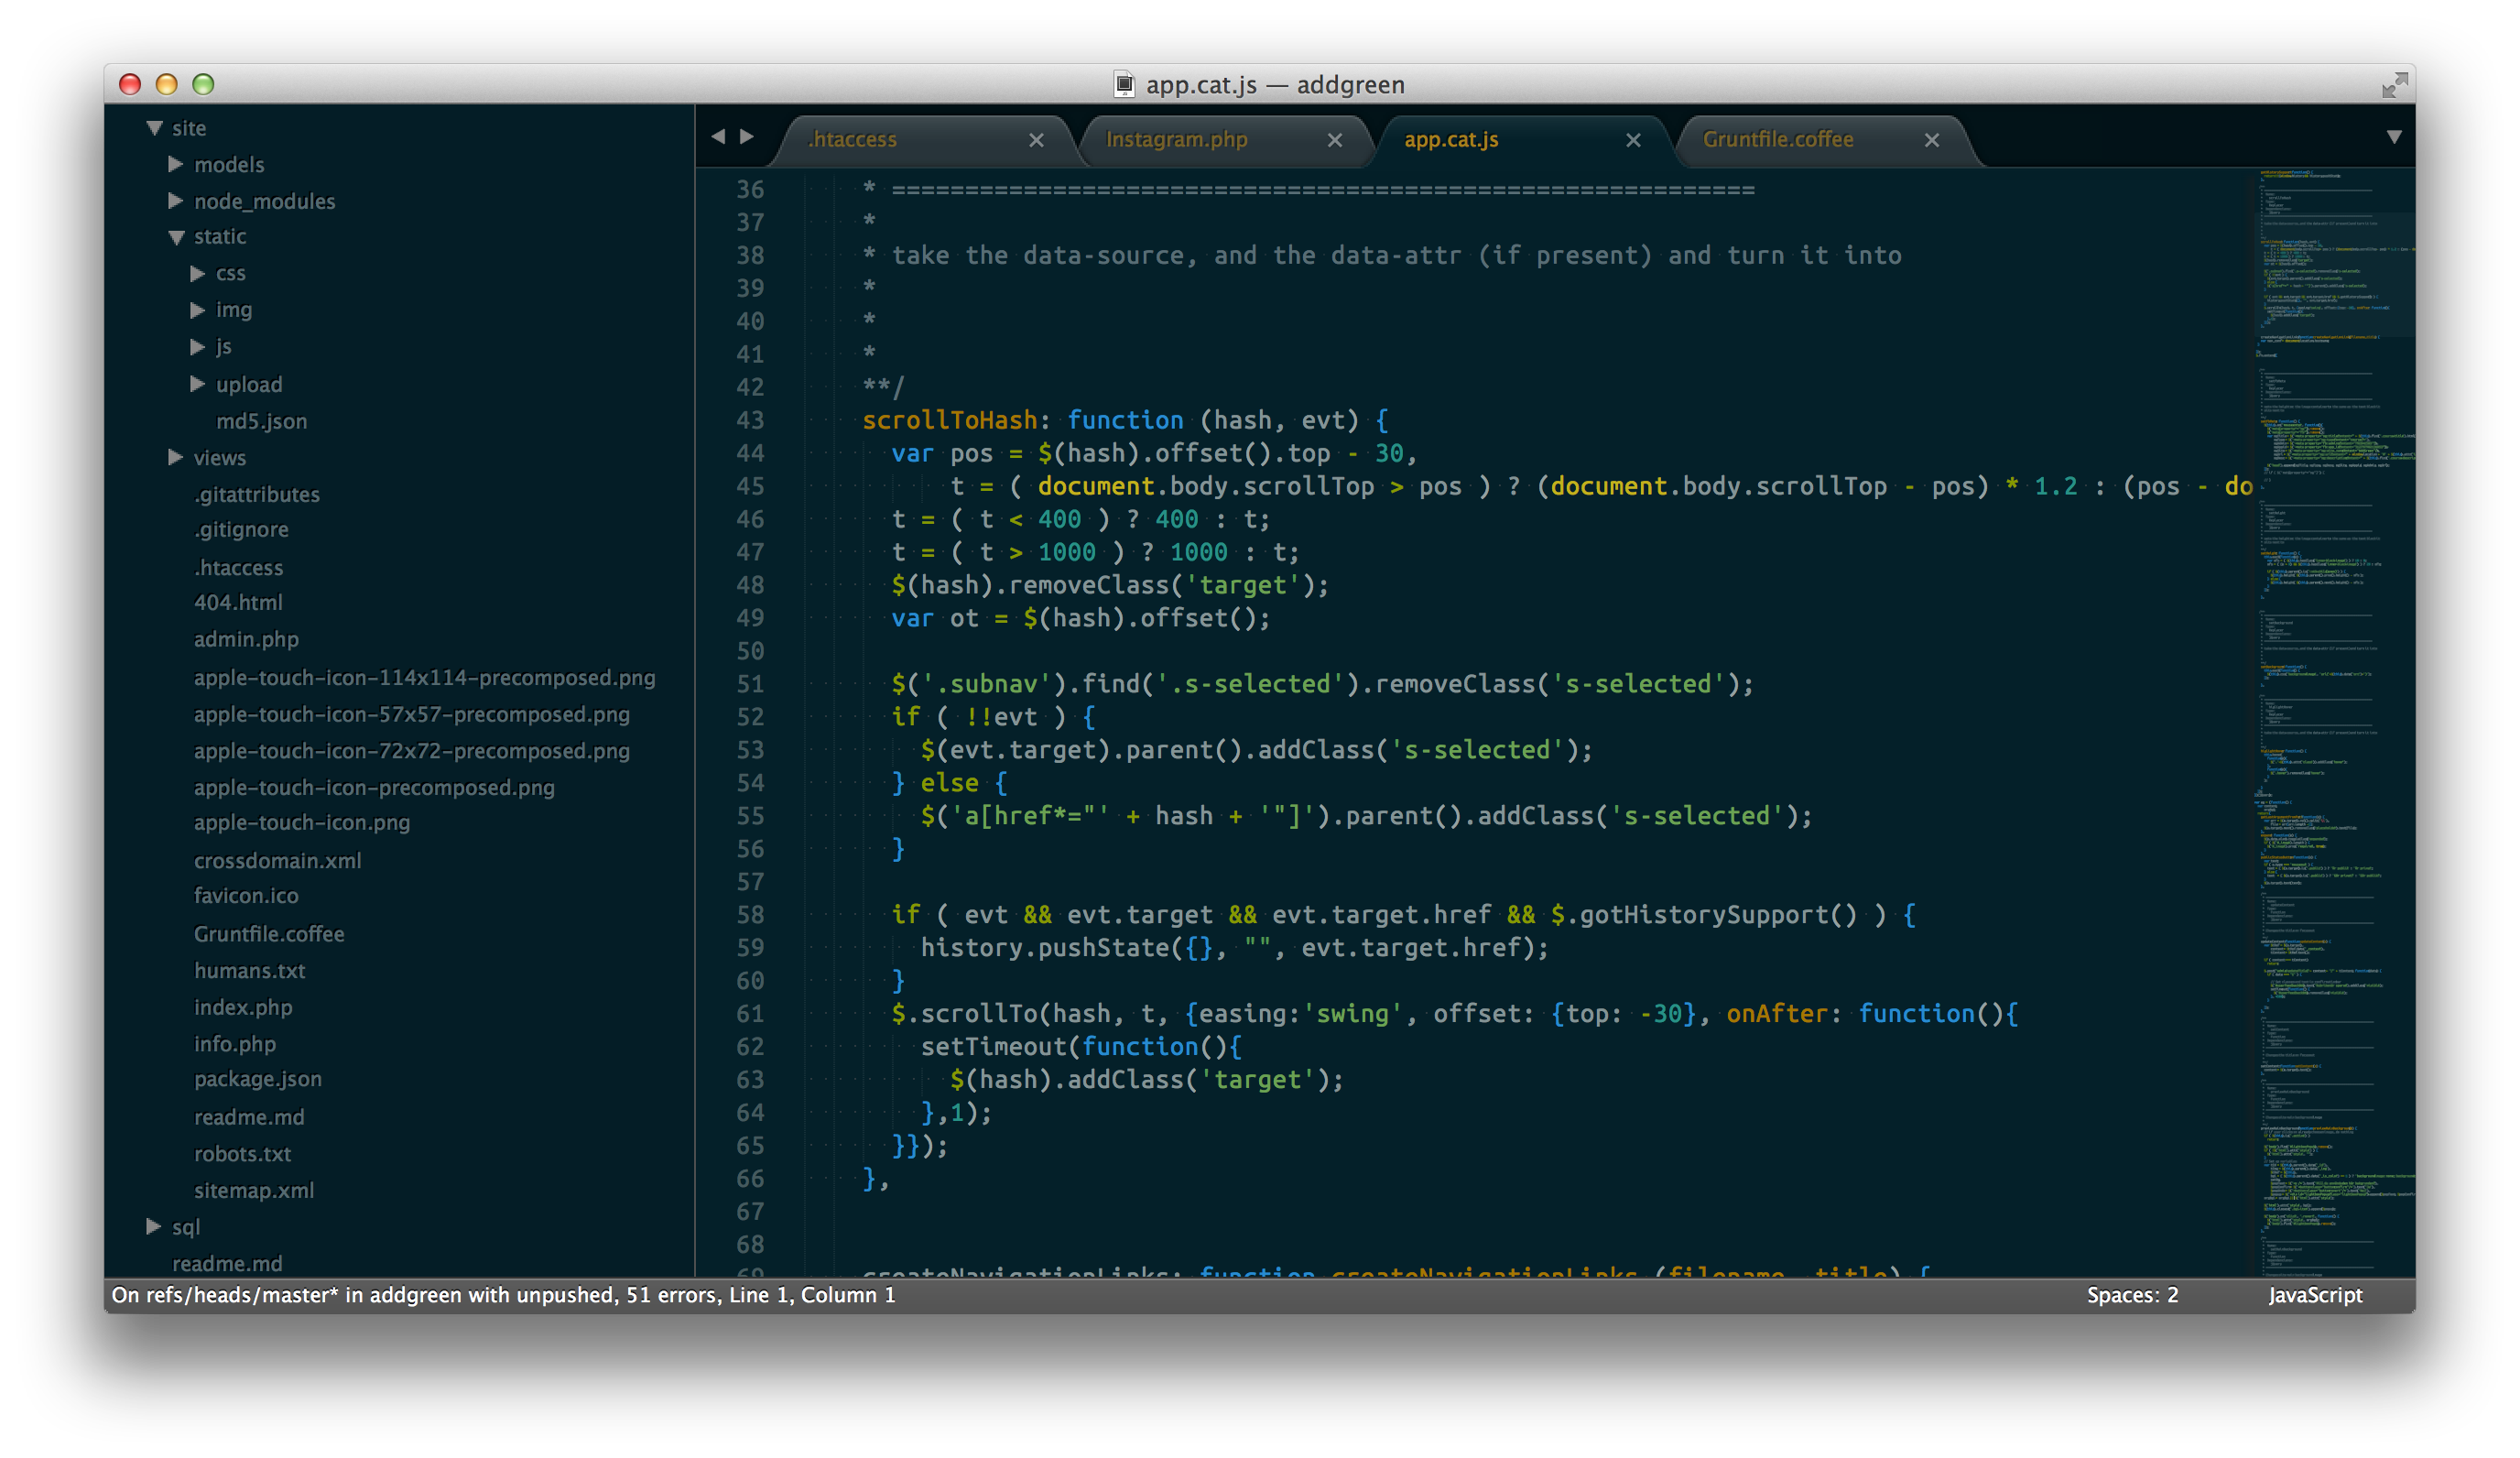 app.cat.js — addgreen
site
models
node_modules
static
css
img
js
upload
md5.json
views
.gitattributes
.gitignore
.htaccess
404.html
admin.php
apple-touch-icon-114x114-precomposed.png
apple-touch-icon-57x57-precomposed.png
apple-touch-icon-72x72-precomposed.png
apple-touch-icon-precomposed.png
apple-touch-icon.png
crossdomain.xml
favicon.ico
Gruntfile.coffee
humans.txt
index.php
info.php
package.json
readme.md
robots.txt
sitemap.xml
sql
readme.md
.htaccess Instagram.php app.cat.js Gruntfile.coffee
36 * ===========================================================
37 *
38 * take the data-source, and the data-attr (if present) and turn it into
39 *
40 *
41 *
42 **/
43 scrollToHash: function (hash, evt) {
44 var pos = $(hash).offset().top - 30,
45 t = ( document.body.scrollTop > pos ) ? (document.body.scrollTop - pos) * 1.2 : (pos - do
46 t = ( t < 400 ) ? 400 : t;
47 t = ( t > 1000 ) ? 1000 : t;
48 $(hash).removeClass('target');
49 var ot = $(hash).offset();
50
51 $('.subnav').find('.s-selected').removeClass('s-selected');
52 if ( !!evt ) {
53 $(evt.target).parent().addClass('s-selected');
54 } else {
55 $('a[href*="' + hash + '"]').parent().addClass('s-selected');
56 }
57
58 if ( evt && evt.target && evt.target.href && $.gotHistorySupport() ) {
59 history.pushState({}, "", evt.target.href);
60 }
61 $.scrollTo(hash, t, {easing:'swing', offset: {top: -30}, onAfter: function(){
62 setTimeout(function(){
63 $(hash).addClass('target');
64 },1);
65 }});
66 },
67
68
69 createNavigationLinks: function createNavigationLinks (filename, title) {
On refs/heads/master* in addgreen with unpushed, 51 errors, Line 1, Column 1
Spaces: 2 JavaScript